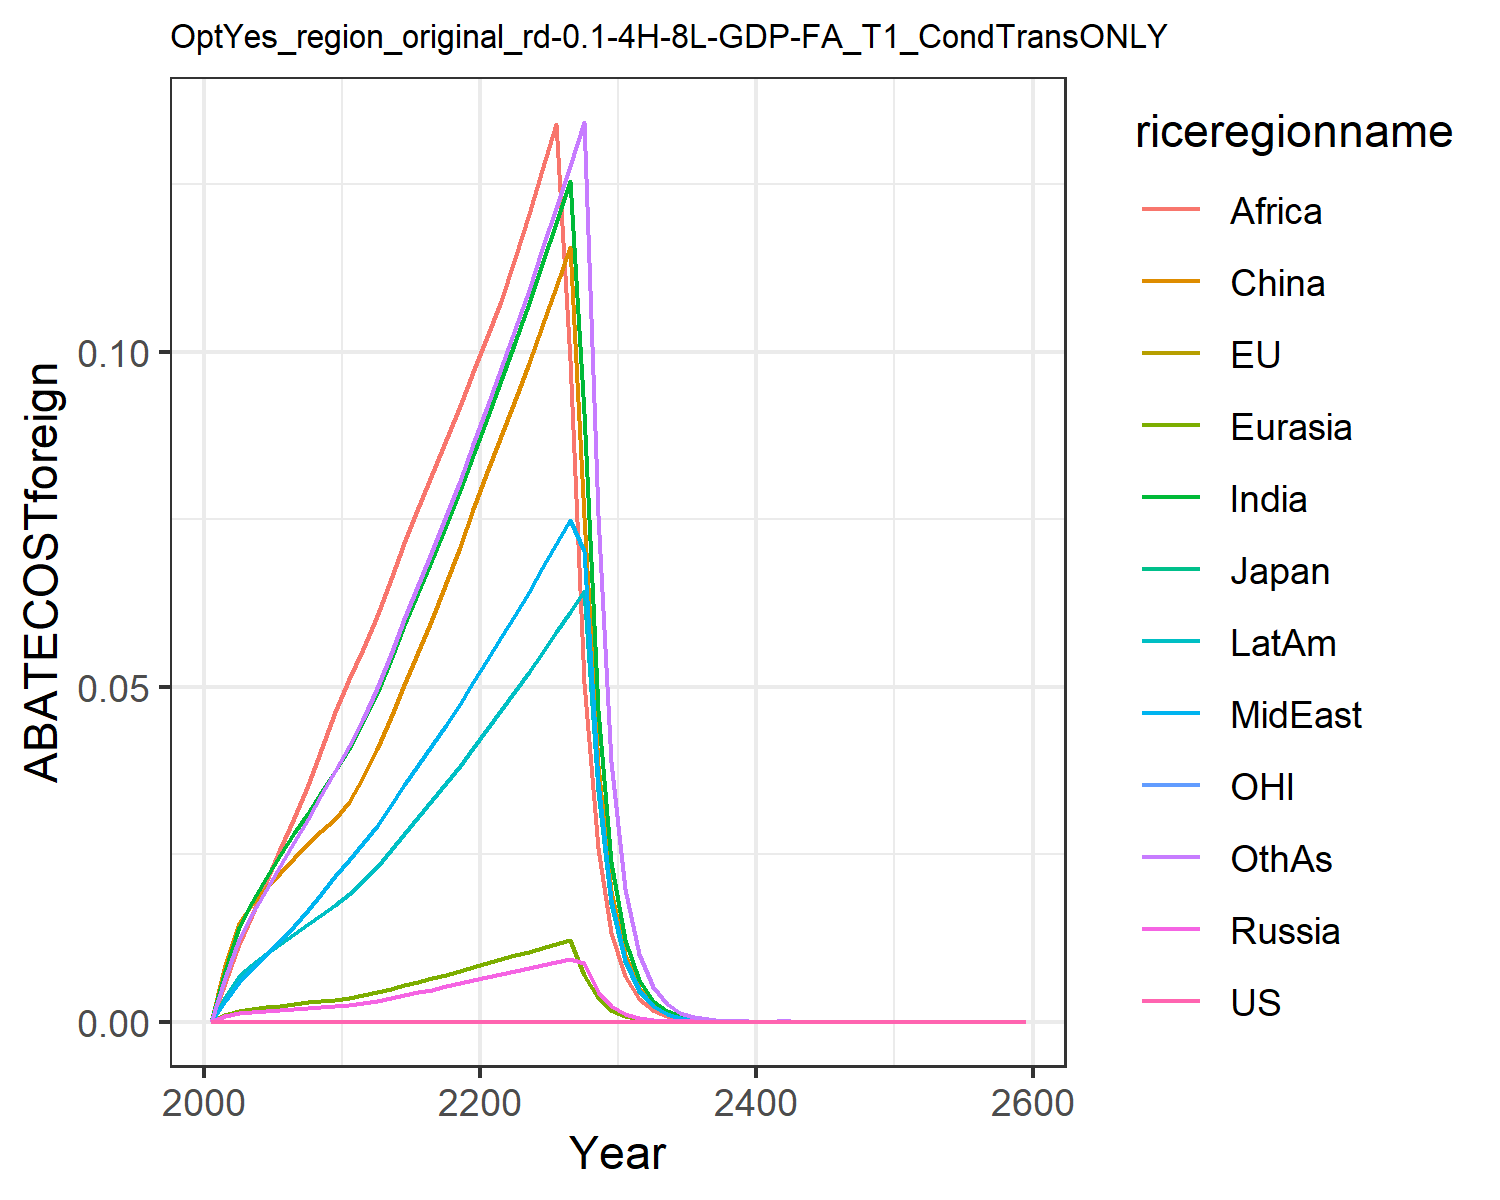 OptYes_region_original_rd-0.1-4H-8L-GDP-FA_T1_CondTransONLY
ABATECOSTforeign
0.10
0.05
0.00
2000
2200
2400
2600
Year
riceregionname
Africa
China
EU
Eurasia
India
Japan
LatAm
MidEast
OHI
OthAs
Russia
US